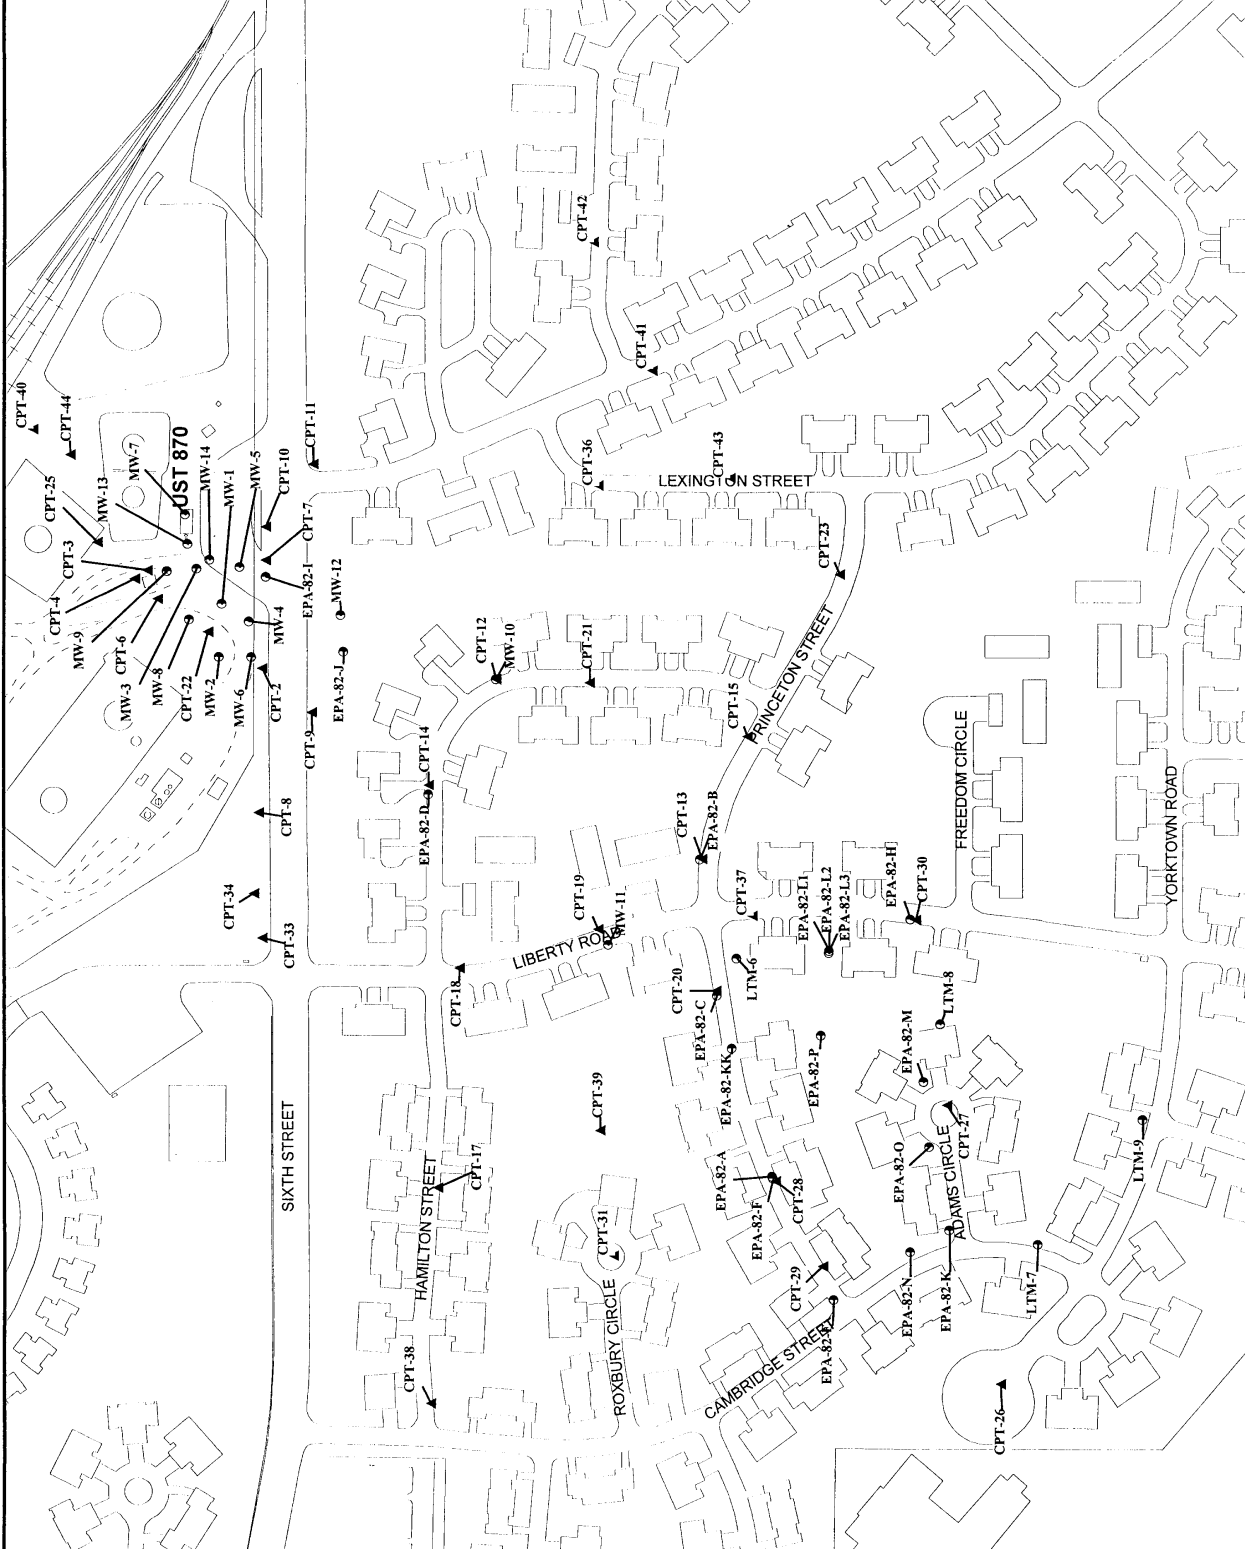 CPT-40
CPT-44
CPT-25
MW-13
MW-7
UST 870
MW-14
MW-1
MW-5
CPT-10
CPT-11
CPT-7
CPT-3
CPT-4
MW-9
CPT-6
MW-3
MW-8
CPT-22
MW-2
MW-6
CPT-2
MW-4
EPA-82-I
MW-12
EPA-82-J
CPT-9
CPT-8
CPT-34
CPT-33
CPT-42
CPT-41
CPT-36
CPT-43
LEXINGTON STREET
CPT-23
CPT-12
MW-10
CPT-21
CPT-15
PRINCETON STREET
CPT-14
EPA-82-D
CPT-13
EPA-82-B
CPT-19
MW-11
LIBERTY ROAD
CPT-18
CPT-37
EPA-82-L1
EPA-82-L2
EPA-82-L3
EPA-82-H
CPT-30
FREEDOM CIRCLE
YORKTOWN ROAD
CPT-20
EPA-82-C
LTM-6
EPA-82-KK
EPA-82-P
EPA-82-M
LTM-8
SIXTH STREET
HAMILTON STREET
CPT-17
CPT-39
CPT-31
ROXBURY CIRCLE
CPT-38
EPA-82-A
EPA-82-F
CPT-28
CPT-29
EPA-82-O
ADAMS CIRCLE
CPT-27
LTM-9
EPA-82-N
EPA-82-K
LTM-7
CAMBRIDGE STREET
CPT-26